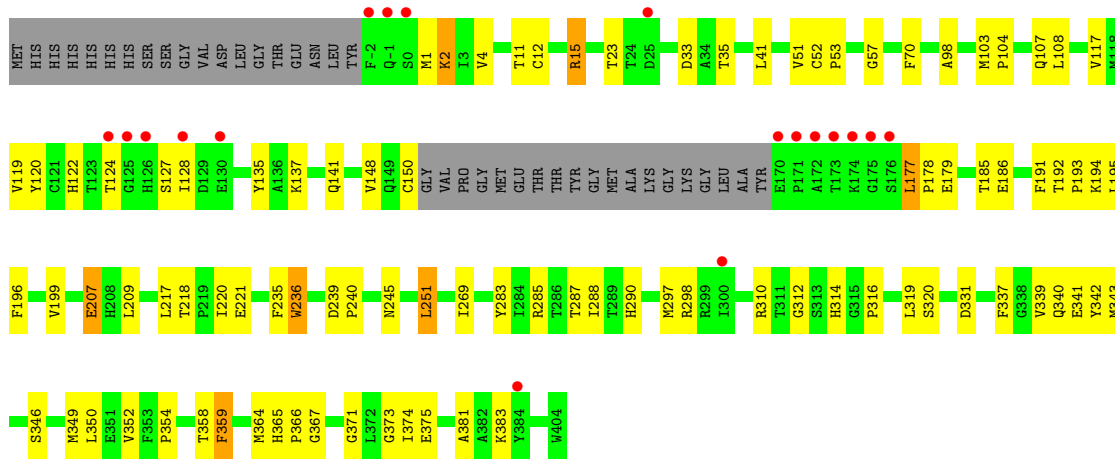 MET HIS HIS HIS HIS HIS HIS SER SER GLY VAL ASP LEU GLY THR GLU ASN LEU TYR F-2 Q-1 S0 M1 K2 I3 V4 T11 C12 R15 T23 T24 D25 D33 A34 T35 L41 V51 C52 P53 G57 F70 A98 M103 P104 Q107 L108 V117 M118
V119 Y120 C121 H122 T123 T124 G125 H126 S127 I128 D129 E130 Y135 A136 K137 Q141 V148 Q149 C150 GLY VAL PRO GLY MET GLU THR THR TYR GLY MET ALA LYS GLY LYS GLY LEU ALA TYR E170 P171 A172 T173 K174 G175 S176 L177 P178 E179 T185 E186 F191 T192 P193 K194 L195
F196 V199 E207 H208 L209 L217 T218 P219 I220 E221 F235 W236 D239 P240 N245 L251 I269 Y283 I284 R285 T286 T287 I288 T289 H290 M297 R298 R299 I300 R310 T311 G312 S313 H314 G315 P316 L319 S320 D331 F337 G338 V339 Q340 E341 Y342 M343
S346 M349 L350 E351 V352 F353 P354 T358 F359 M364 H365 P366 G367 G371 L372 G373 I374 E375 A381 A382 K383 Y384 W404